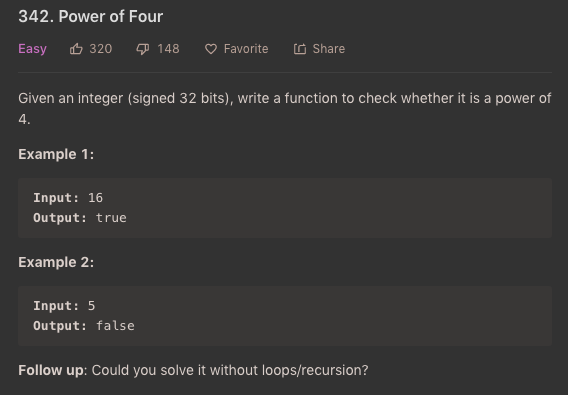 342. Power of Four
Easy 320 148 Favorite Share
Given an integer (signed 32 bits), write a function to check whether it is a power of
4.
Example 1:
Input: 16
Output: true
Example 2:
Input: 5
Output: false
Follow up: Could you solve it without loops/recursion?